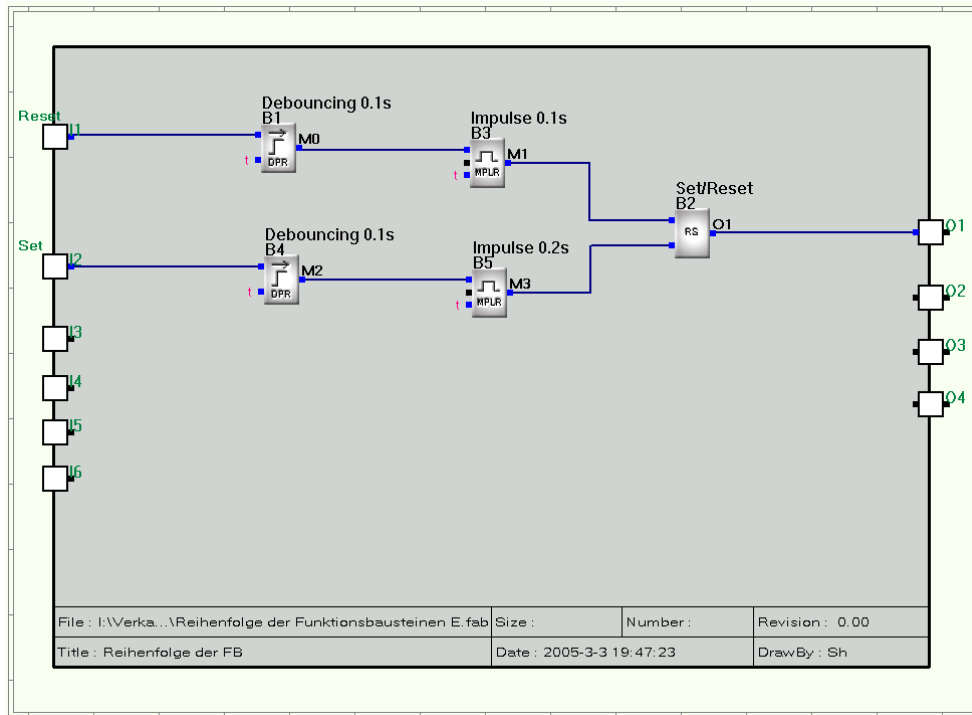 Reset
I1
Debouncing 0.1s
B1
M0
t
DPR
Impulse 0.1s
B3
M1
t
MPLR
Set/Reset
B2
O1
RS
O1
Set
I2
Debouncing 0.1s
B4
M2
t
DPR
Impulse 0.2s
B5
M3
t
MPLR
O2
I3
O3
I4
O4
I5
I6
File : I:\Verka...\Reihenfolge der Funktionsbausteinen E.fab Size : Number : Revision : 0.00
Title : Reihenfolge der FB Date : 2005-3-3 19:47:23 DrawBy : Sh